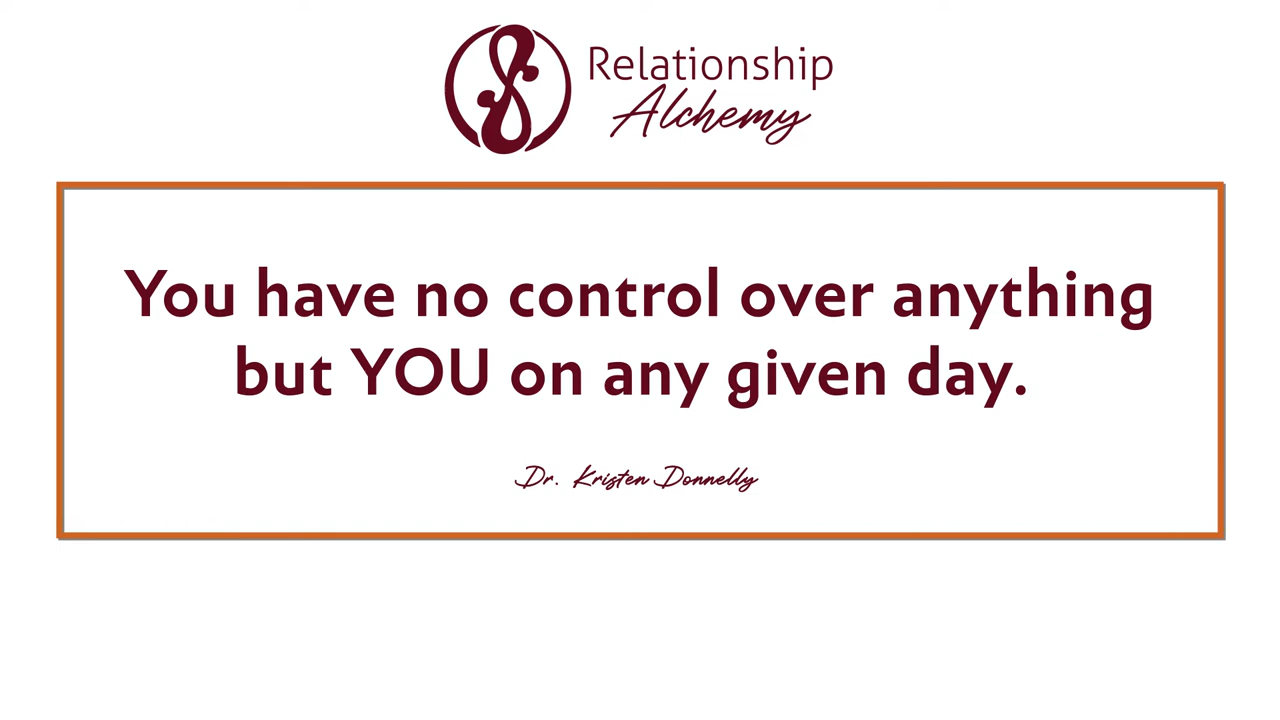 Relationship
Alchemy
You have no control over anything
but YOU on any given day.
Dr. Kristen Donnelly